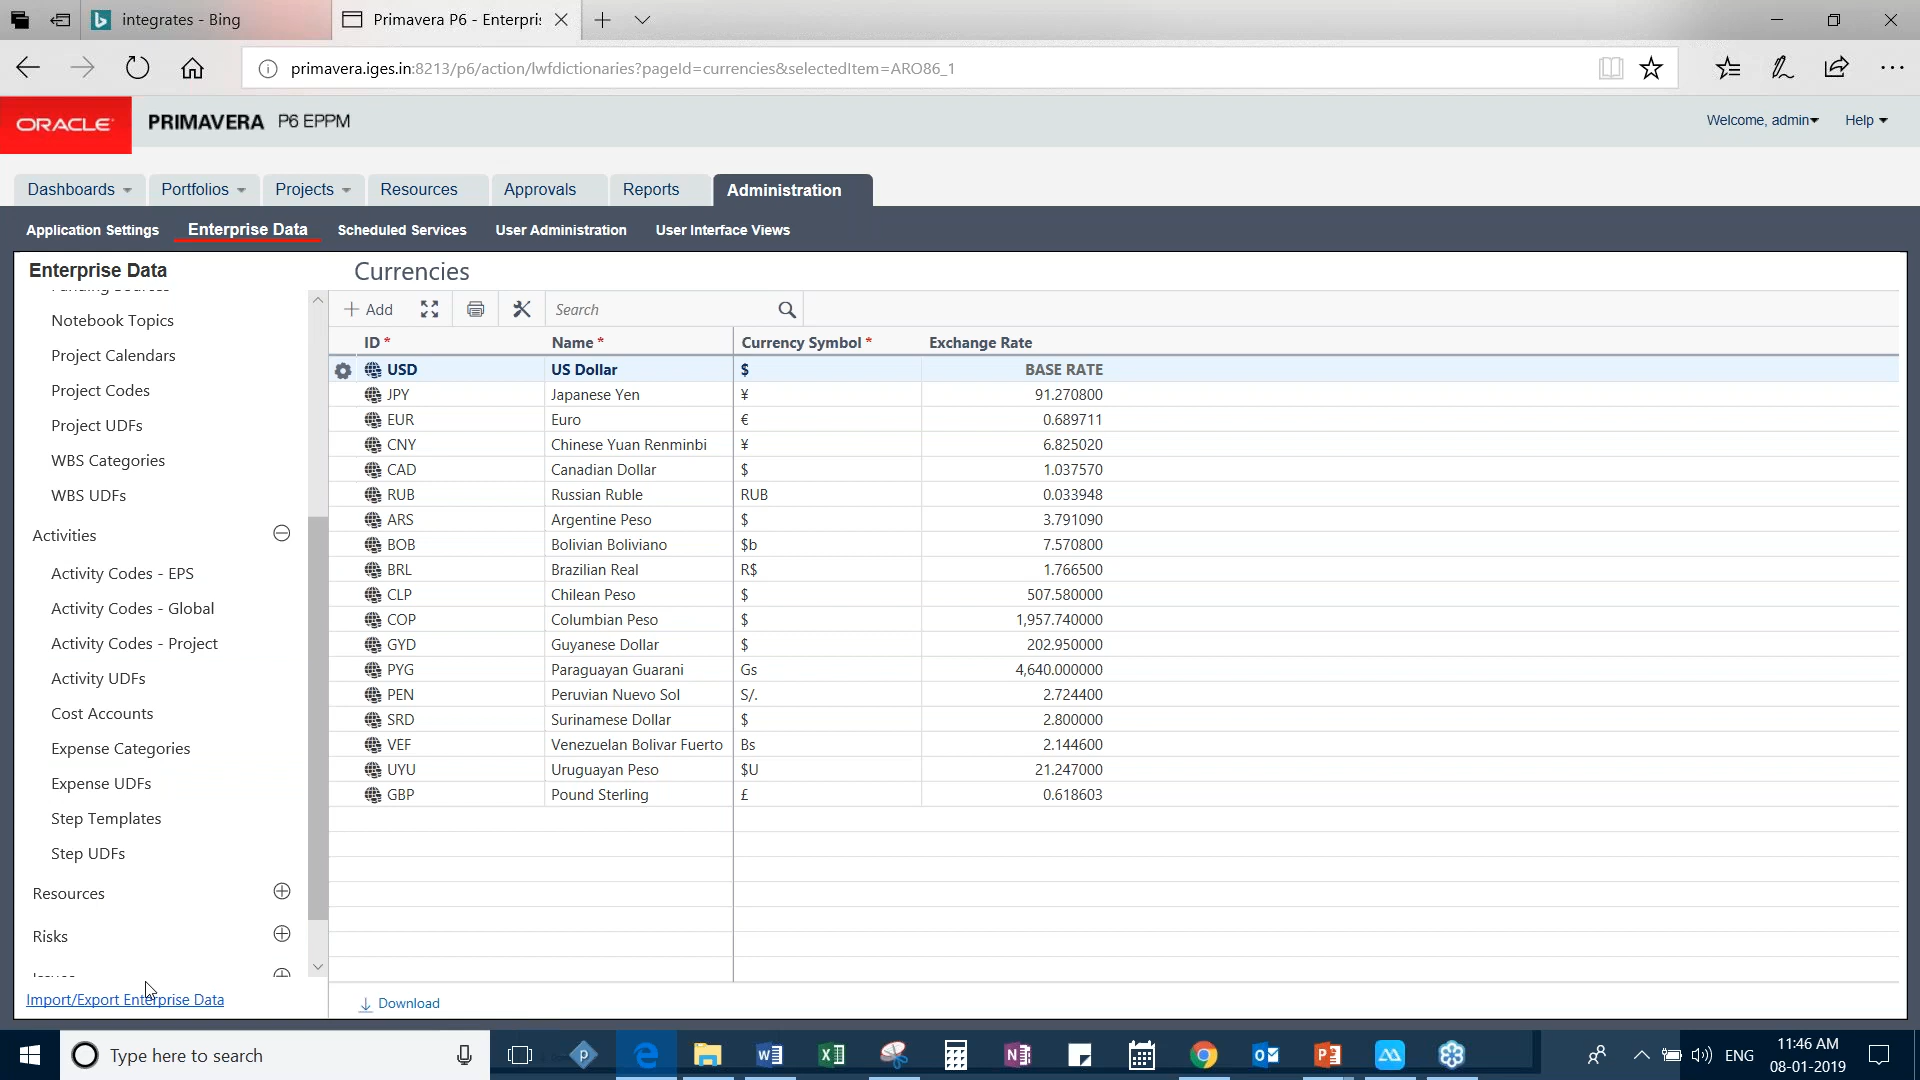 integrates - Bing
Primavera P6 - Enterpri
primavera.iges.in:8213/p6/action/lwfdictionaries?pageId=currencies&selectedItem=ARO86_1
ORACLE PRIMAVERA P6 EPPM
Welcome, admin Help
Dashboards Portfolios Projects Resources Approvals Reports Administration
Application Settings Enterprise Data Scheduled Services User Administration User Interface Views
Enterprise Data
Funding Sources
Notebook Topics
Project Calendars
Project Codes
Project UDFs
WBS Categories
WBS UDFs
Activities
Activity Codes - EPS
Activity Codes - Global
Activity Codes - Project
Activity UDFs
Cost Accounts
Expense Categories
Expense UDFs
Step Templates
Step UDFs
Resources
Risks
Issues
Import/Export Enterprise Data
Currencies
Add Search
ID * Name * Currency Symbol * Exchange Rate
USD US Dollar $ BASE RATE
JPY Japanese Yen ¥ 91.270800
EUR Euro € 0.689711
CNY Chinese Yuan Renminbi ¥ 6.825020
CAD Canadian Dollar $ 1.037570
RUB Russian Ruble RUB 0.033948
ARS Argentine Peso $ 3.791090
BOB Bolivian Boliviano $b 7.570800
BRL Brazilian Real R$ 1.766500
CLP Chilean Peso $ 507.580000
COP Columbian Peso $ 1,957.740000
GYD Guyanese Dollar $ 202.950000
PYG Paraguayan Guarani Gs 4,640.000000
PEN Peruvian Nuevo Sol S/. 2.724400
SRD Surinamese Dollar $ 2.800000
VEF Venezuelan Bolivar Fuerto Bs 2.144600
UYU Uruguayan Peso $U 21.247000
GBP Pound Sterling £ 0.618603
Download
Type here to search
ENG
11:46 AM
08-01-2019